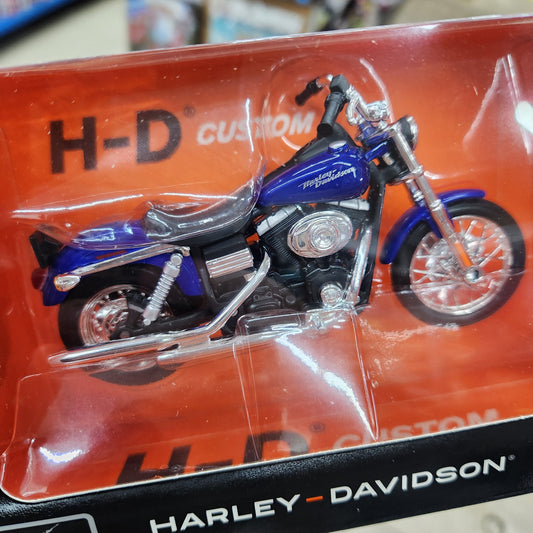 H-D® CUSTOM
Harley-
Davidson
H-D CUSTOM
HARLEY-DAVIDSON®